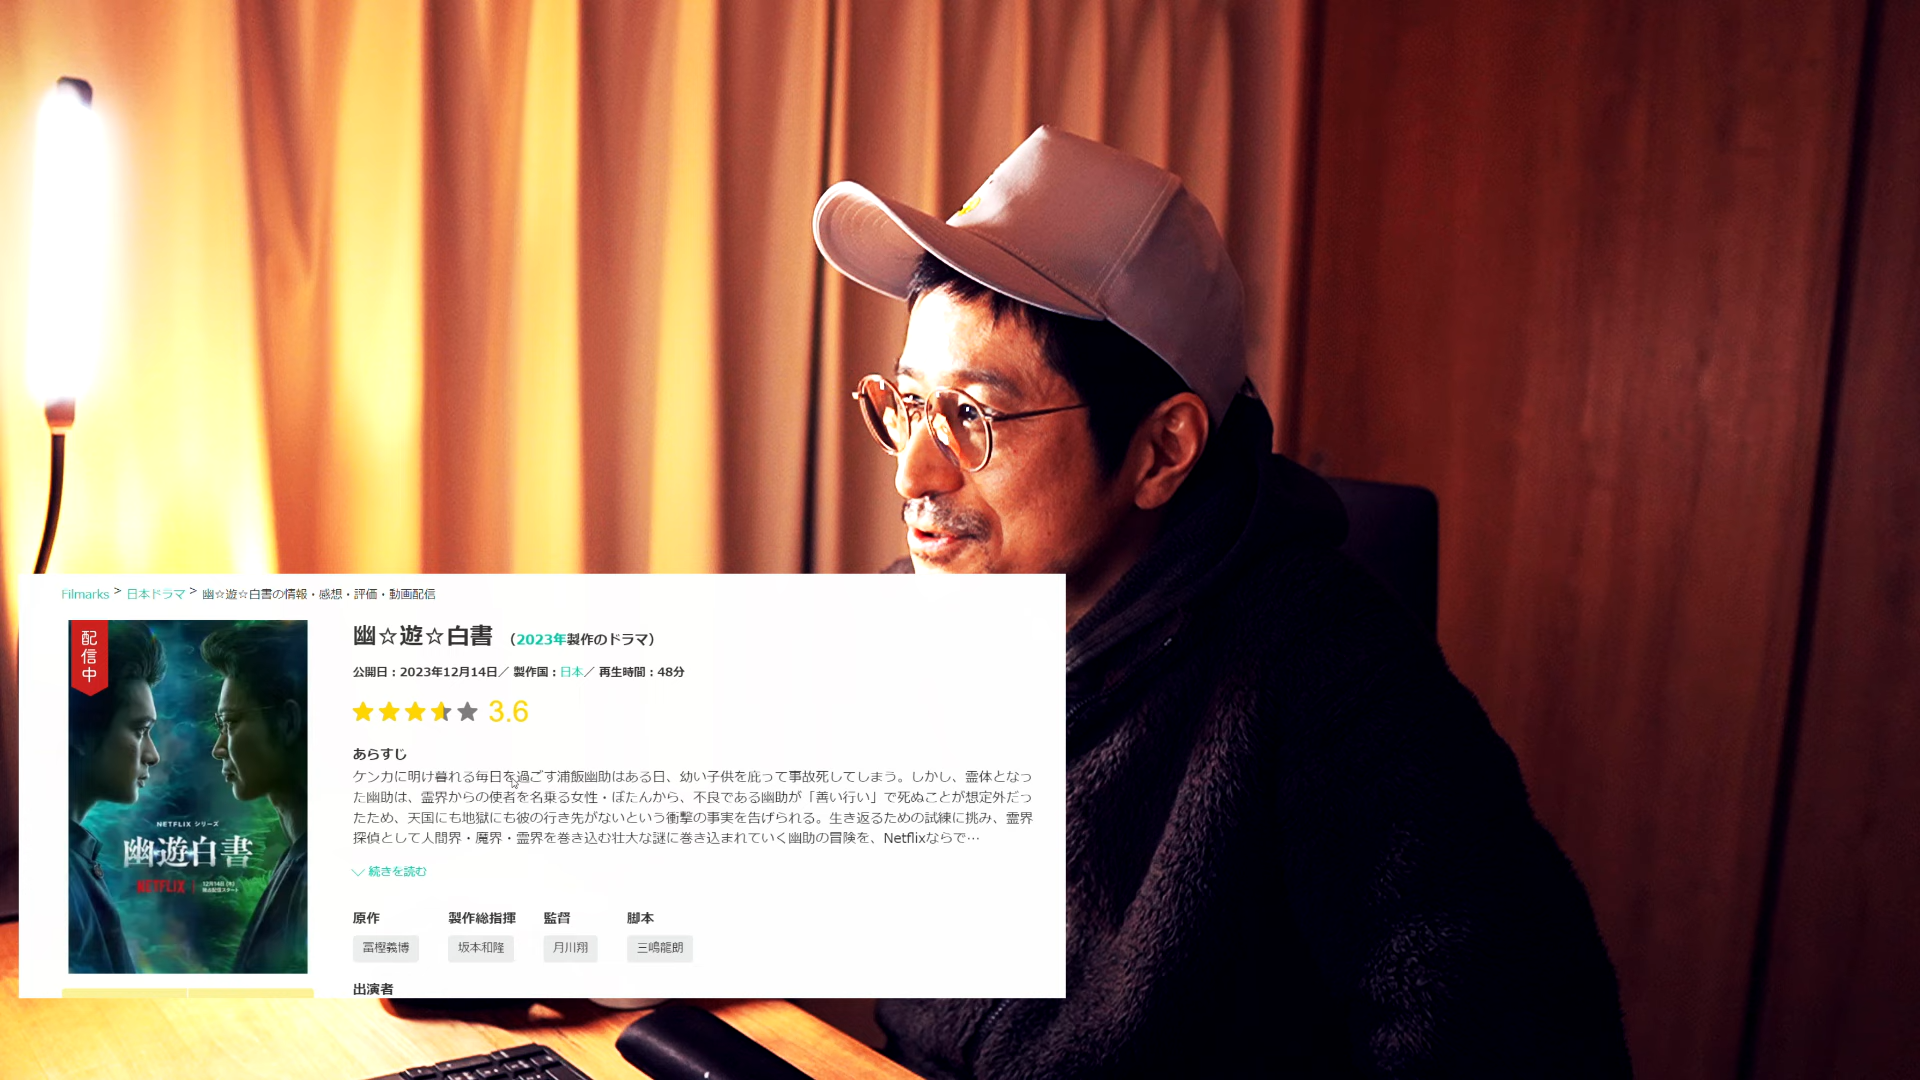 Filmarks > 日本ドラマ > 幽☆遊☆白書の情報・感想・評価・動画配信
配信中
幽☆遊☆白書 （2023年製作のドラマ）
公開日：2023年12月14日／ 製作国：日本／ 再生時間：48分
3.6
あらすじ
ケンカに明け暮れる毎日を過ごす浦飯幽助はある日、幼い子供を庇って事故死してしまう。しかし、霊体となっ
た幽助は、霊界からの使者を名乗る女性・ぼたんから、不良である幽助が「善い行い」で死ぬことが想定外だっ
たため、天国にも地獄にも彼の行き先がないという衝撃の事実を告げられる。生き返るための試練に挑み、霊界
探偵として人間界・魔界・霊界を巻き込む壮大な謎に巻き込まれていく幽助の冒険を、Netflixならで…
続きを読む
原作 製作総指揮 監督 脚本
冨樫義博 坂本和隆 月川翔 三嶋龍朗
出演者
NETFLIX シリーズ
幽☆遊☆白書
NETFLIX 12月14日(木)
独占配信スタート